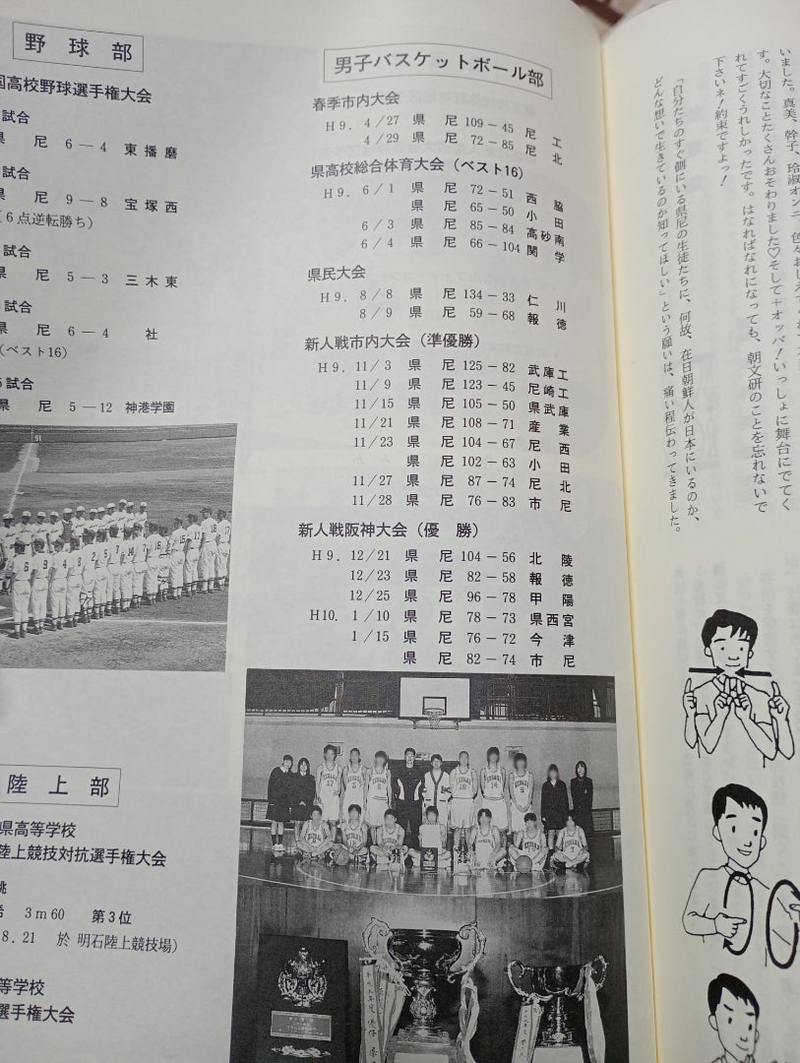 野球部
国高校野球選手権大会
試合
県 尼 6－4 東播磨
試合
県 尼 9－8 宝塚西
（6点逆転勝ち）
試合
県 尼 5－3 三木東
試合
県 尼 6－4 社
（ベスト16）
試合
県 尼 5－12 神港学園
陸上部
県高等学校
陸上競技対抗選手権大会
3m60 第3位
8.21 於 明石陸上競技場）
等学校
選手権大会
男子バスケットボール部
春季市内大会
H9. 4/27 県 尼 109－45 尼 工
4/29 県 尼 72－85 尼 北
県高校総合体育大会（ベスト16）
H9. 6/1 県 尼 72－51 西 脇
県 尼 65－50 小 田
6/3 県 尼 85－84 高砂南
6/4 県 尼 66－104 関 学
県民大会
H9. 8/8 県 尼 134－33 仁 川
8/9 県 尼 59－68 報 徳
新人戦市内大会（準優勝）
H9. 11/3 県 尼 125－82 武庫工
11/9 県 尼 123－45 尼崎工
11/15 県 尼 105－50 県武庫
11/21 県 尼 108－71 産 業
11/23 県 尼 104－67 尼 西
県 尼 102－63 小 田
11/27 県 尼 87－74 尼 北
11/28 県 尼 76－83 市 尼
新人戦阪神大会（優 勝）
H9. 12/21 県 尼 104－56 北 陵
12/23 県 尼 82－58 報 徳
12/25 県 尼 96－78 甲 陽
H10. 1/10 県 尼 78－73 県西宮
1/15 県 尼 76－72 今 津
県 尼 82－74 市 尼
いました。真美、幹子、玲淑オンニ
す。大切なことたくさんおそわりました♡そして＋オッパ！いっしょに舞台にでてく
れてすごくうれしかったです。はなればなれになっても、朝文研のことを忘れないで
下さいネ！約束ですよっ！
「自分たちのすぐ側にいる県尼の生徒たちに、何故、在日朝鮮人が日本にいるのか、
どんな想いで生きているのか知ってほしい」という願いは、痛い程伝わってきました。